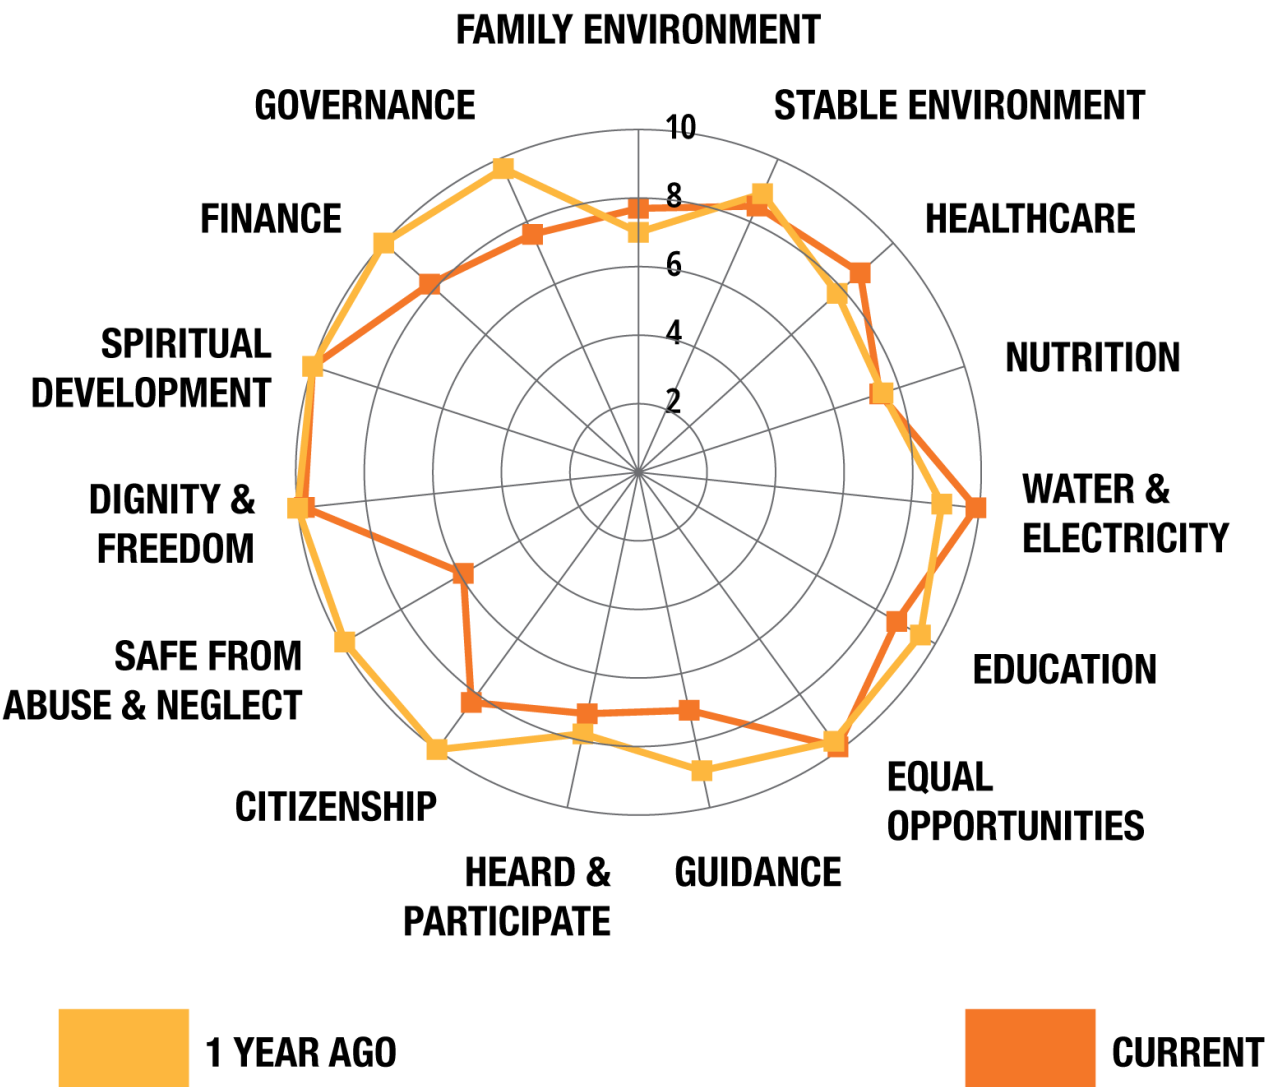 FAMILY ENVIRONMENT
GOVERNANCE
STABLE ENVIRONMENT
10
FINANCE
8
HEALTHCARE
6
SPIRITUAL
DEVELOPMENT
4
NUTRITION
2
DIGNITY &
FREEDOM
WATER &
ELECTRICITY
SAFE FROM
ABUSE & NEGLECT
EDUCATION
CITIZENSHIP
EQUAL
OPPORTUNITIES
HEARD &
PARTICIPATE
GUIDANCE
1 YEAR AGO
CURRENT